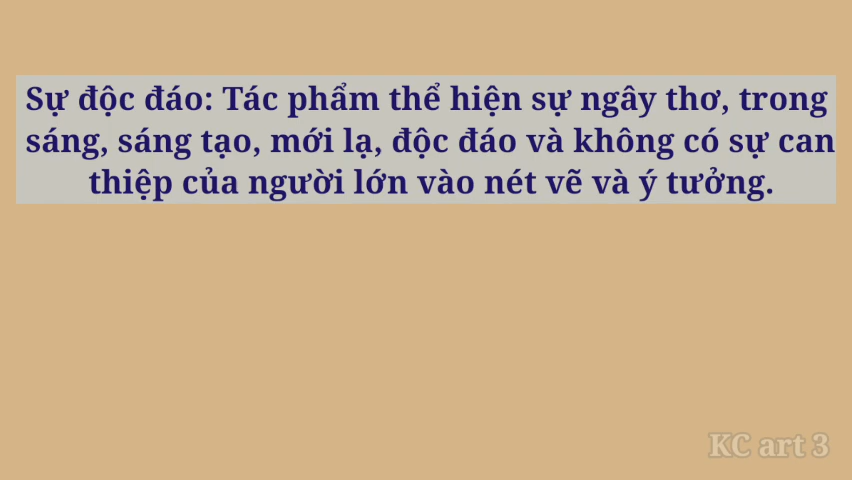 Sự độc đáo: Tác phẩm thể hiện sự ngây thơ, trong
sáng, sáng tạo, mới lạ, độc đáo và không có sự can
thiệp của người lớn vào nét vẽ và ý tưởng.
KC art 3